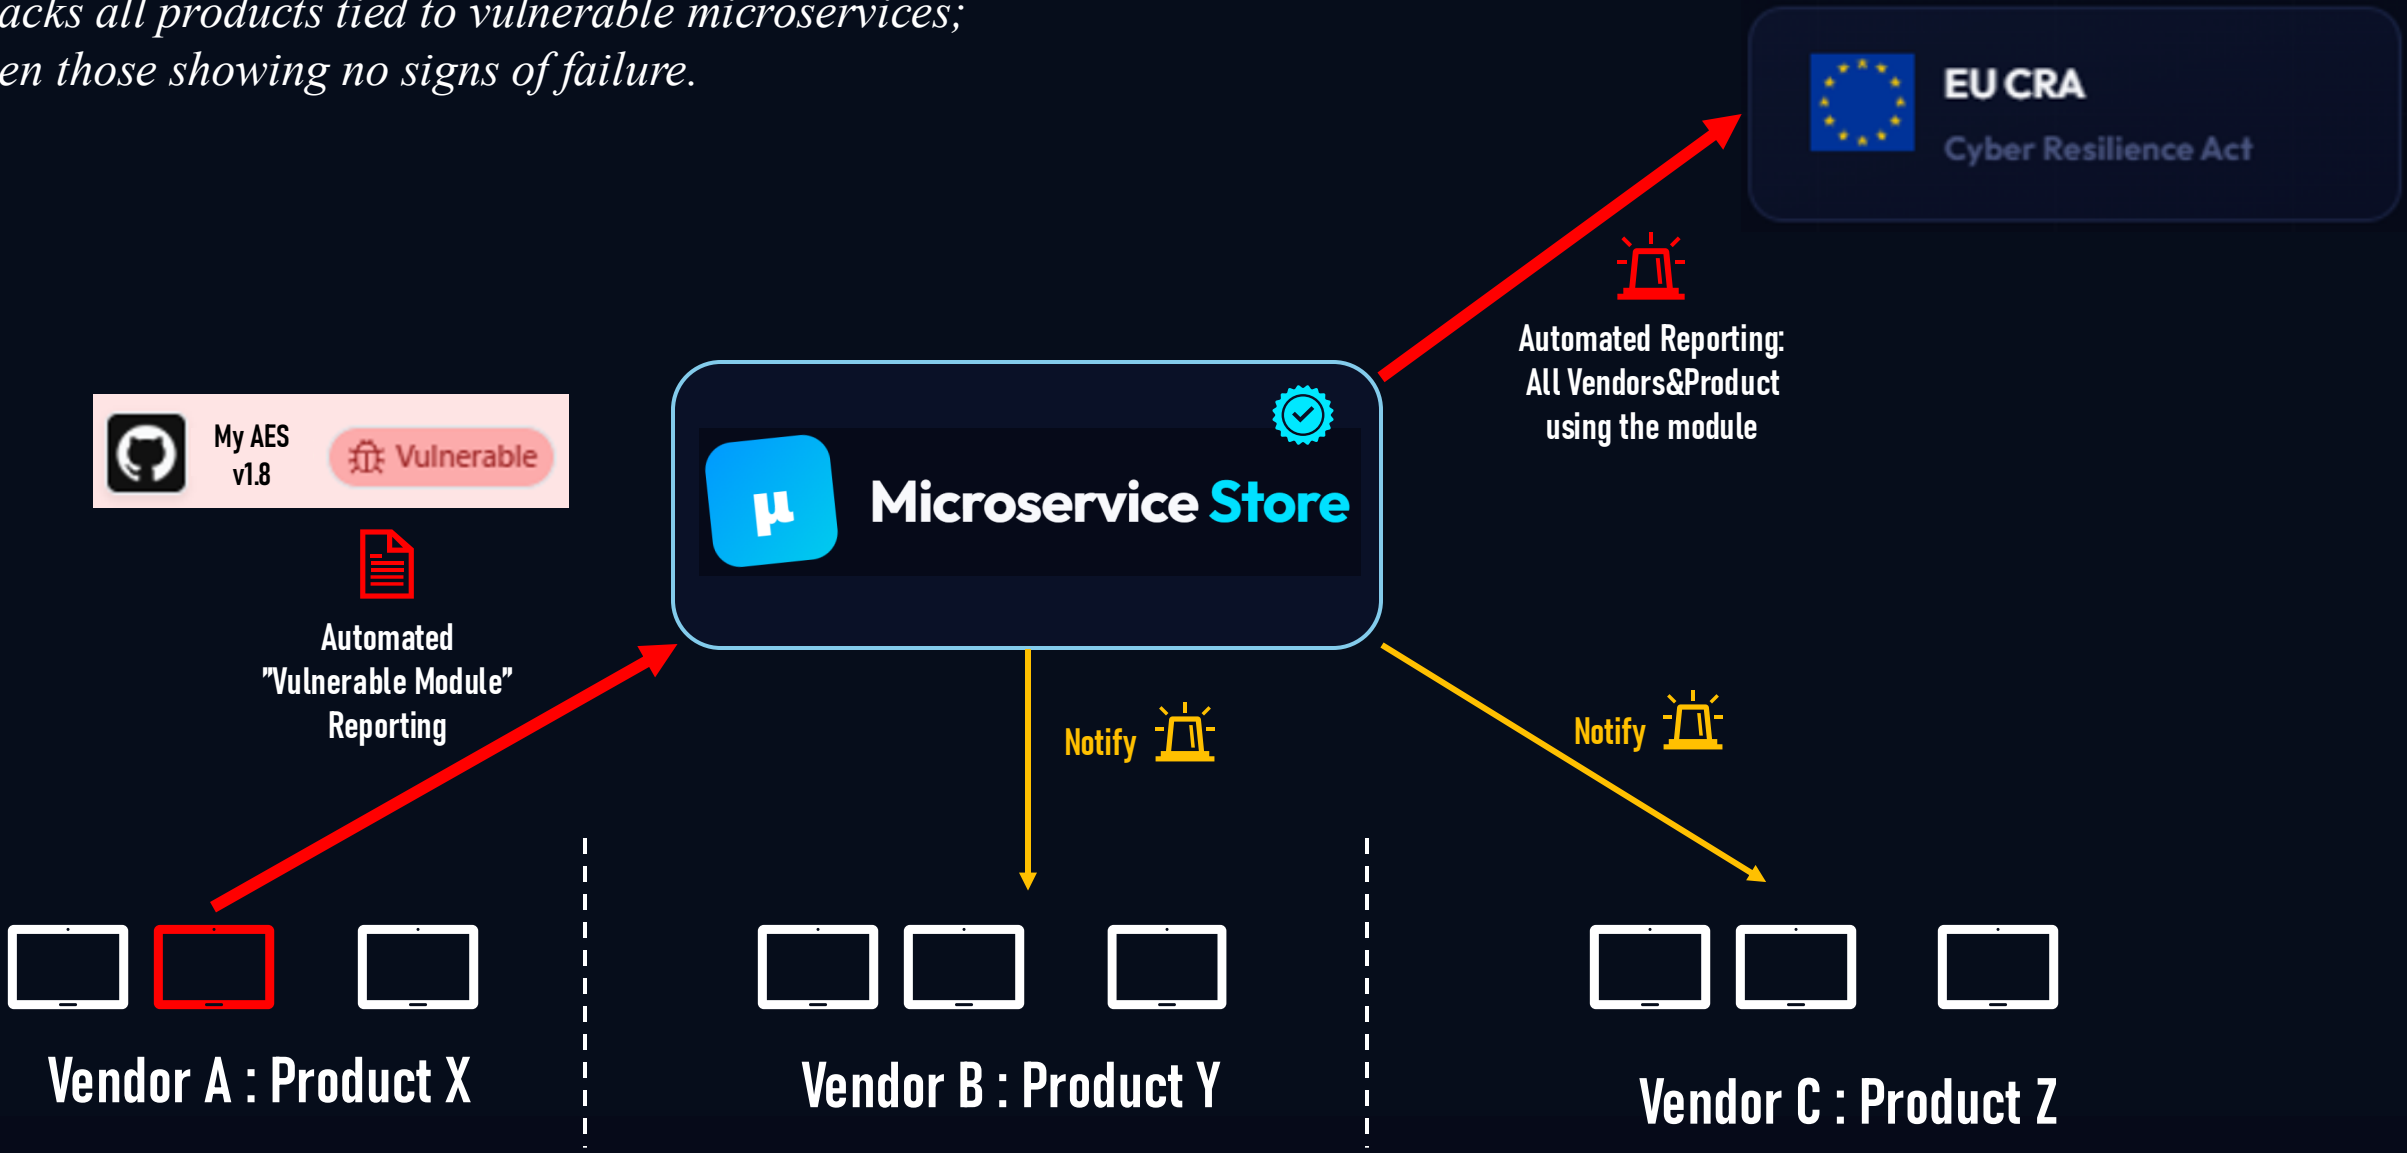 all products tied to vulnerable microservices;
those showing no signs of failure.
EU CRA
Cyber Resilience Act
Automated Reporting:
All Vendors&Product
using the module
My AES
v1.8
Vulnerable
µ
Microservice Store
Automated
"Vulnerable Module"
Reporting
Notify
Notify
Vendor A : Product X
Vendor B : Product Y
Vendor C : Product Z